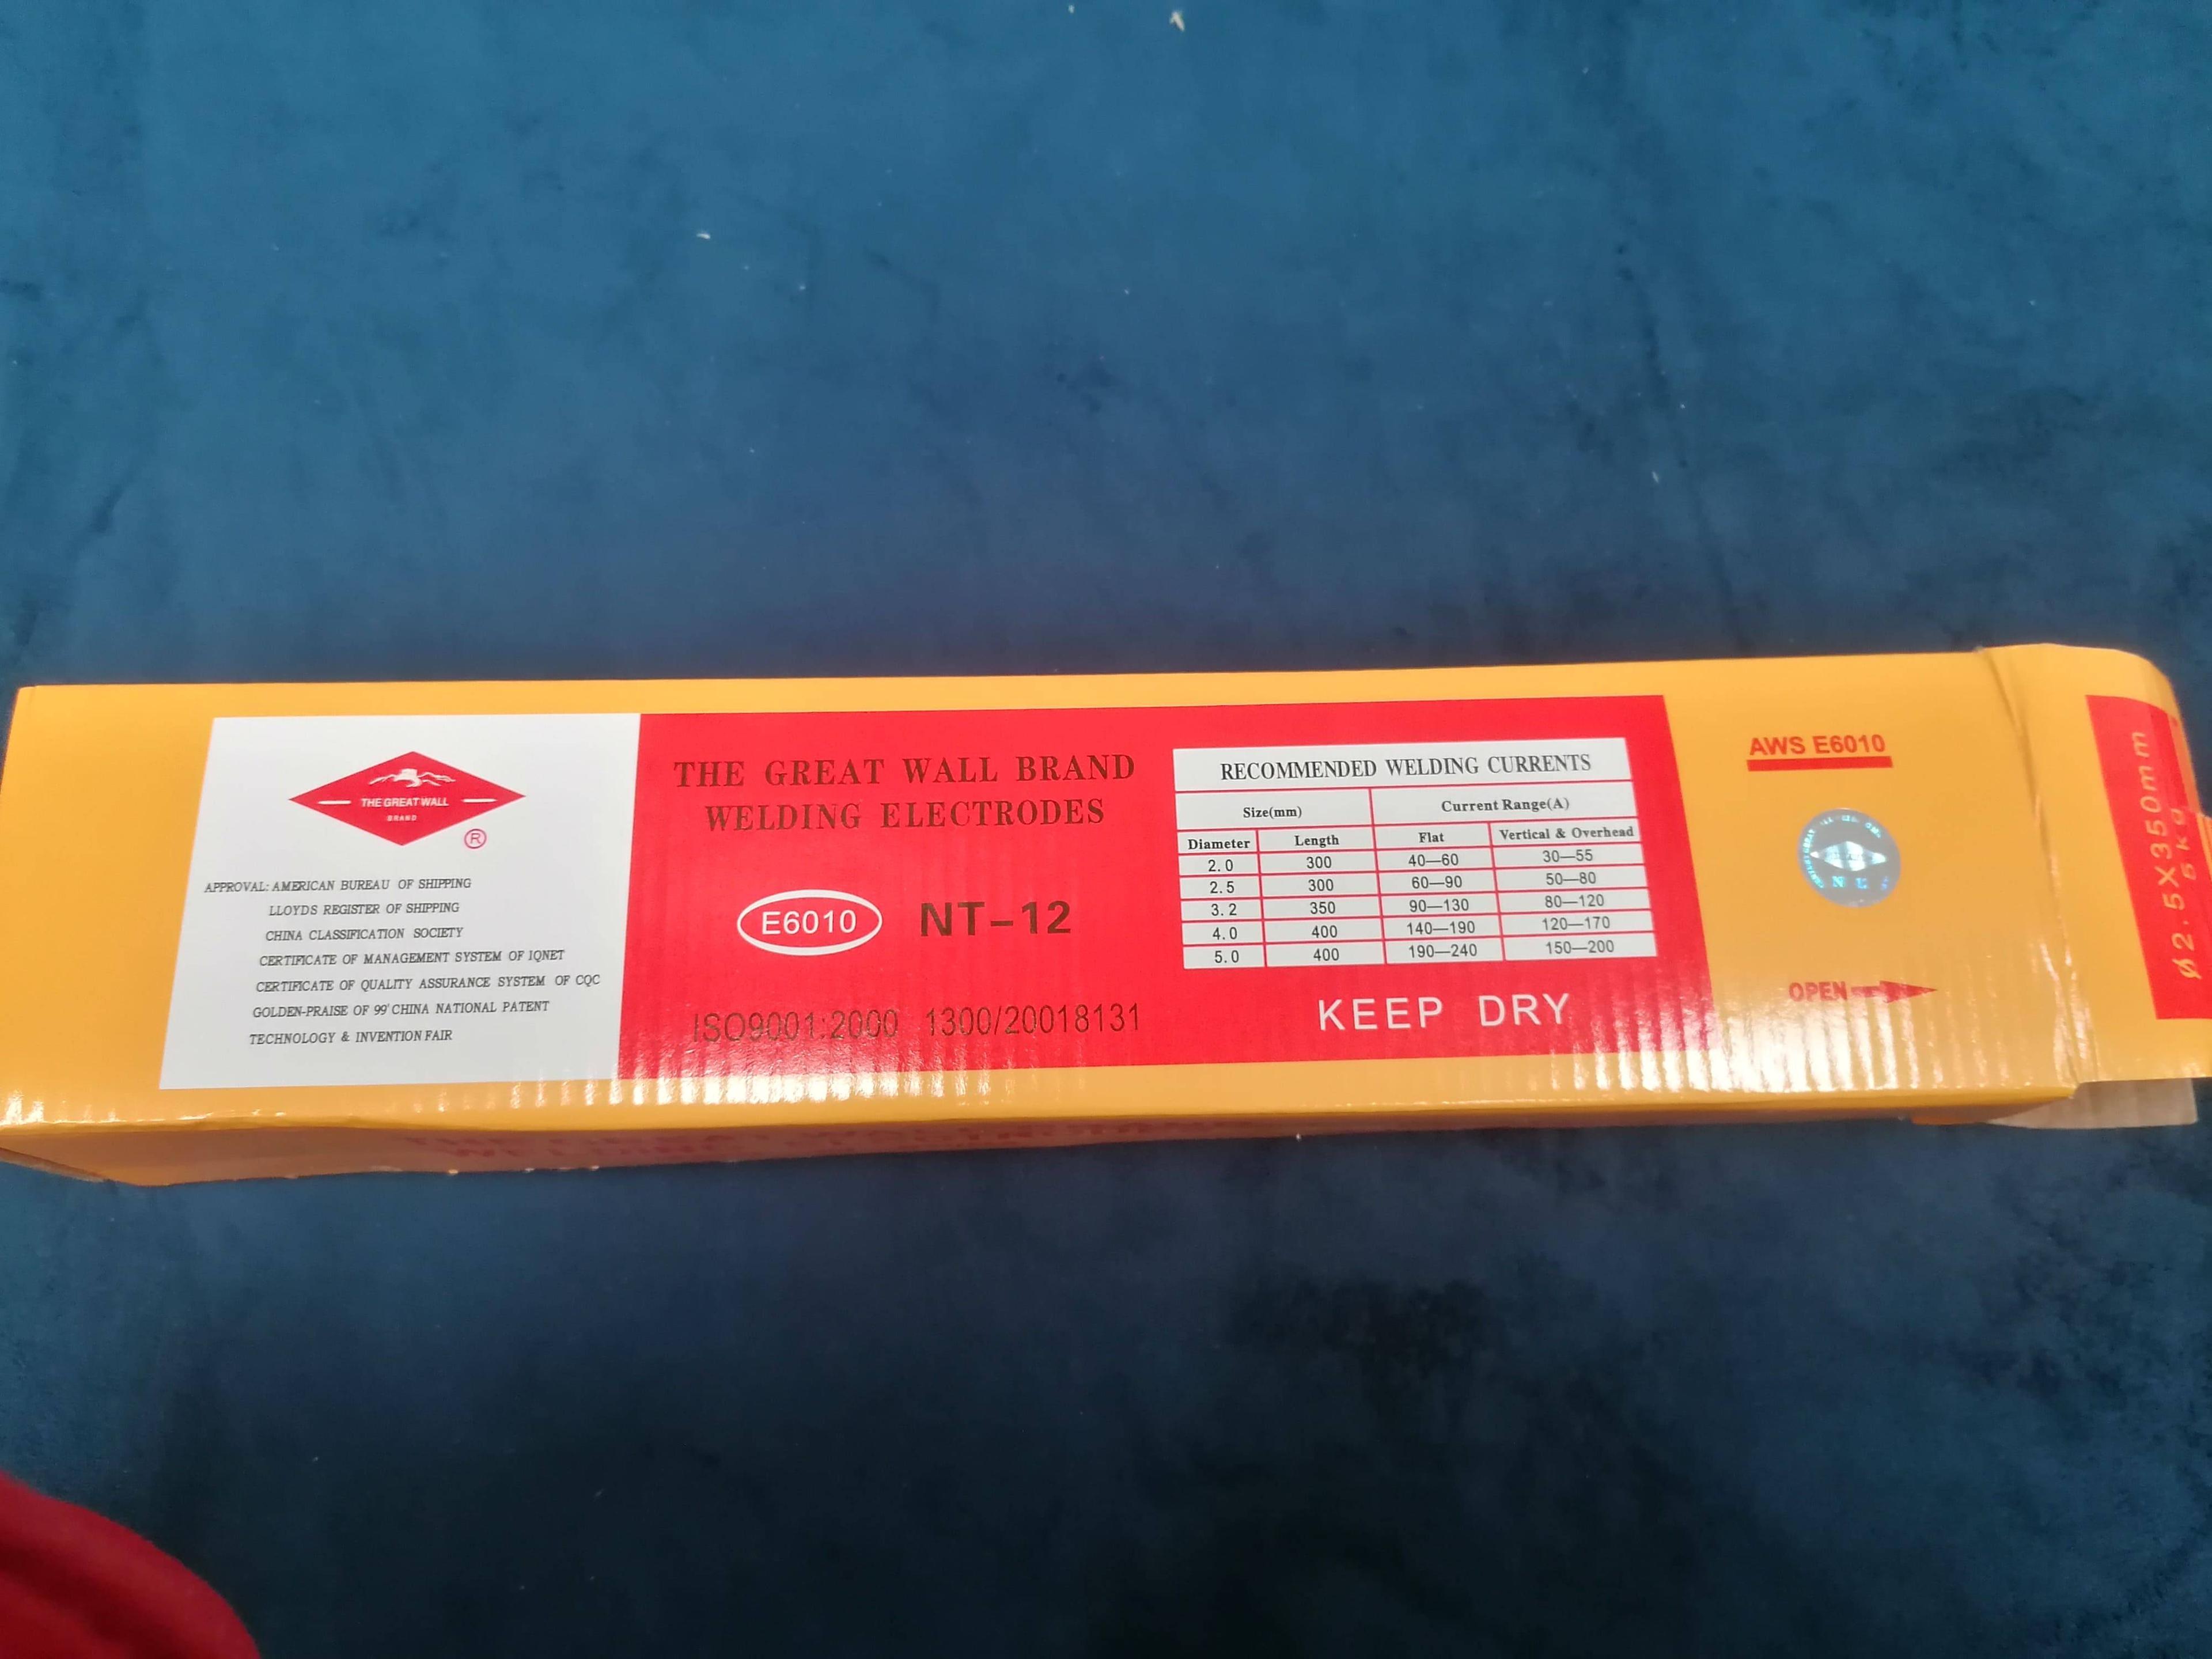 THE GREAT WALL
BRAND
®
APPROVAL: AMERICAN BUREAU OF SHIPPING
LLOYDS REGISTER OF SHIPPING
CHINA CLASSIFICATION SOCIETY
CERTIFICATE OF MANAGEMENT SYSTEM OF IQNET
CERTIFICATE OF QUALITY ASSURANCE SYSTEM OF CQC
GOLDEN-PRAISE OF 99' CHINA NATIONAL PATENT
TECHNOLOGY & INVENTION FAIR
THE GREAT WALL BRAND
WELDING ELECTRODES
E6010 NT-12
ISO9001:2000 1300/20018131
RECOMMENDED WELDING CURRENTS
Size(mm) Current Range(A)
Diameter Length Flat Vertical & Overhead
2.0 300 40—60 30—55
2.5 300 60—90 50—80
3.2 350 90—130 80—120
4.0 400 140—190 120—170
5.0 400 190—240 150—200
KEEP DRY
AWS E6010
OPEN
Ø2.5X350mm
5kg